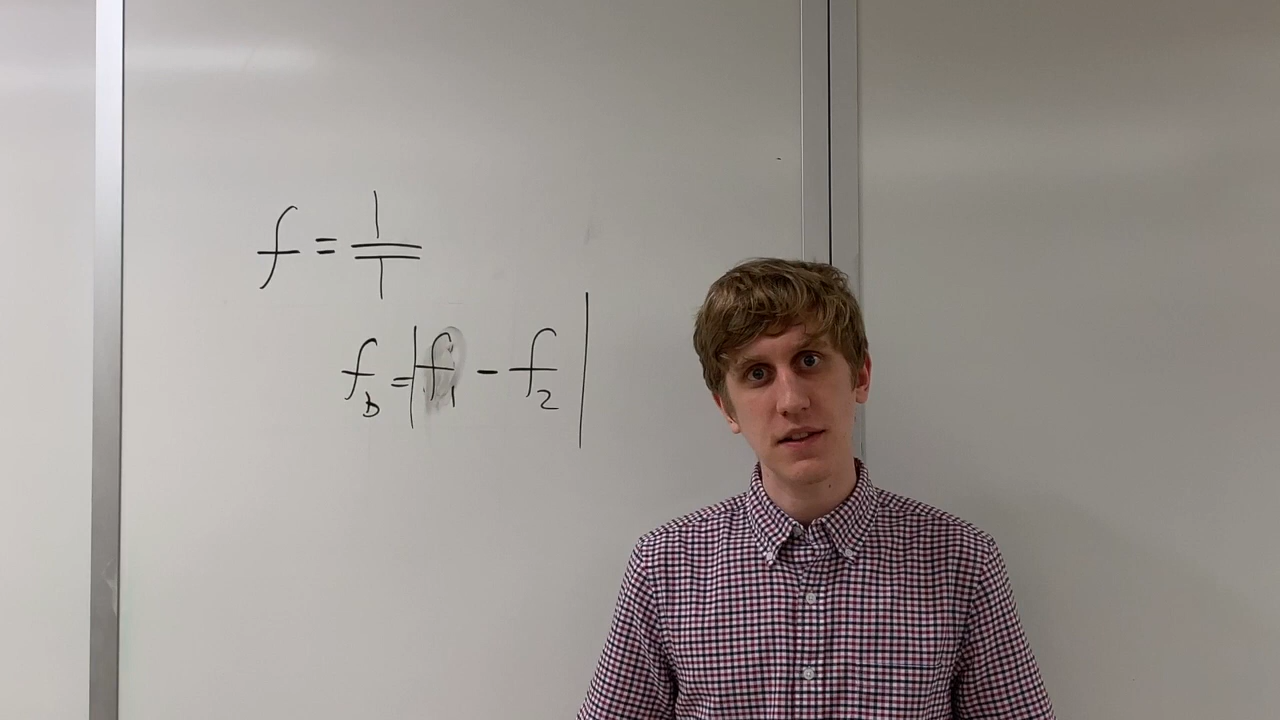 f = 1/T
f_b = |f_1 - f_2|